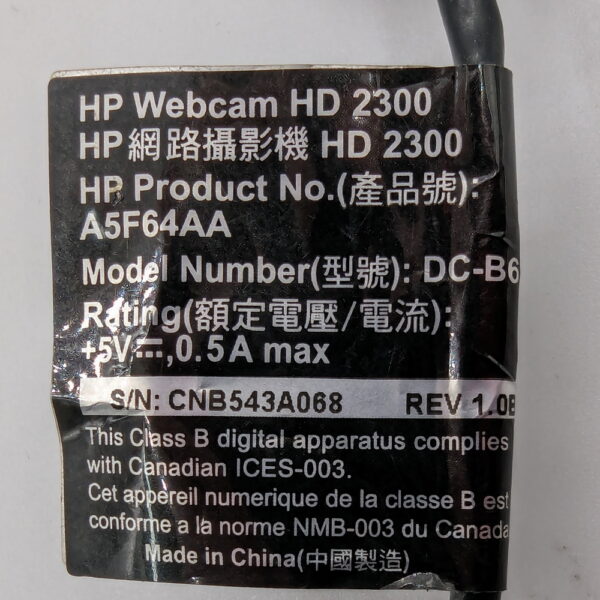 HP Webcam HD 2300
HP 網路攝影機 HD 2300
HP Product No.(產品號):
A5F64AA
Model Number(型號): DC-B6
Rating(額定電壓/電流):
+5V⎓,0.5A max
S/N: CNB543A068 REV 1.0B
This Class B digital apparatus complies
with Canadian ICES-003.
Cet appereil numerique de la classe B est
conforme a la norme NMB-003 du Canada
Made in China(中國製造)